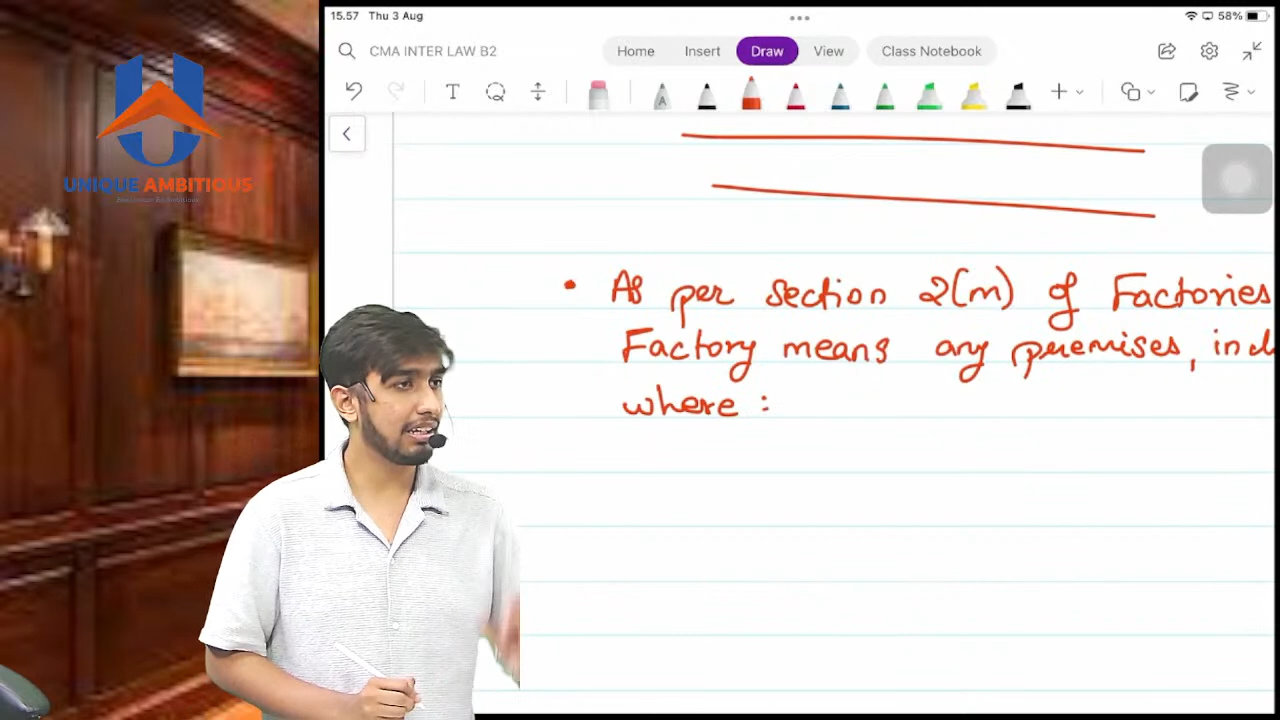 15.57 Thu 3 Aug
58%
CMA INTER LAW B2
Home Insert Draw View Class Notebook
T
A
UNIQUE AMBITIOUS
• As per section 2(m) of Factories
Factory means any premises,
where :